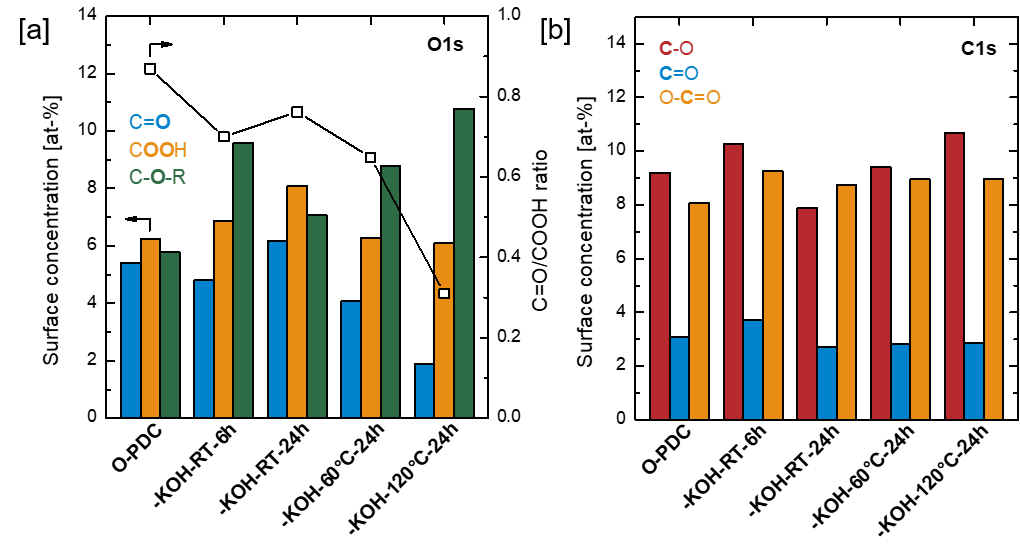 [a]
O1s
C=O
COOH
C-O-R
Surface concentration [at-%]
14
12
10
8
6
4
2
0
1.0
0.8
0.6
0.4
0.2
0.0
C=O/COOH ratio
O-PDC
-KOH-RT-6h
-KOH-RT-24h
-KOH-60°C-24h
-KOH-120°C-24h
[b]
C1s
C-O
C=O
O-C=O
Surface concentration [at-%]
14
12
10
8
6
4
2
0
O-PDC
-KOH-RT-6h
-KOH-RT-24h
-KOH-60°C-24h
-KOH-120°C-24h